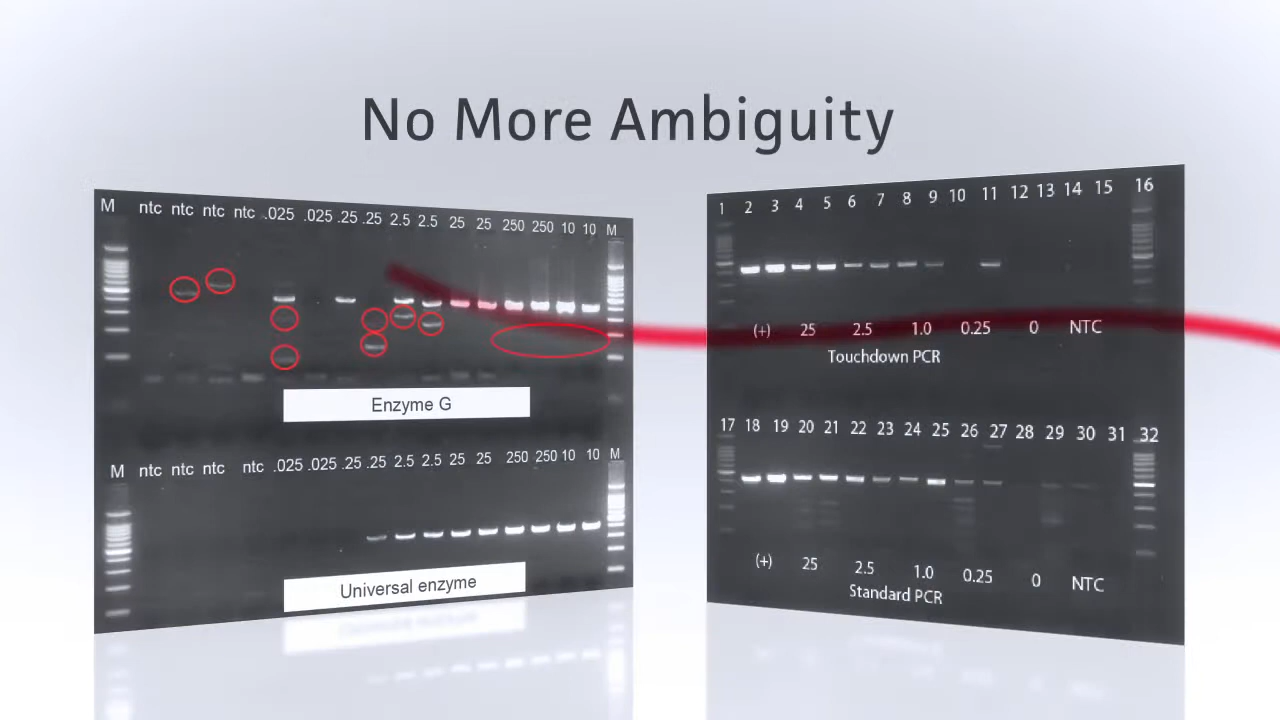 No More Ambiguity
M ntc ntc ntc ntc .025 .025 .25 .25 2.5 2.5 25 25 250 250 10 10 M
Enzyme G
M ntc ntc ntc ntc .025 .025 .25 .25 2.5 2.5 25 25 250 250 10 10 M
Universal enzyme
1 2 3 4 5 6 7 8 9 10 11 12 13 14 15 16
(+) 25 2.5 1.0 0.25 0 NTC
Touchdown PCR
17 18 19 20 21 22 23 24 25 26 27 28 29 30 31 32
(+) 25 2.5 1.0 0.25 0 NTC
Standard PCR